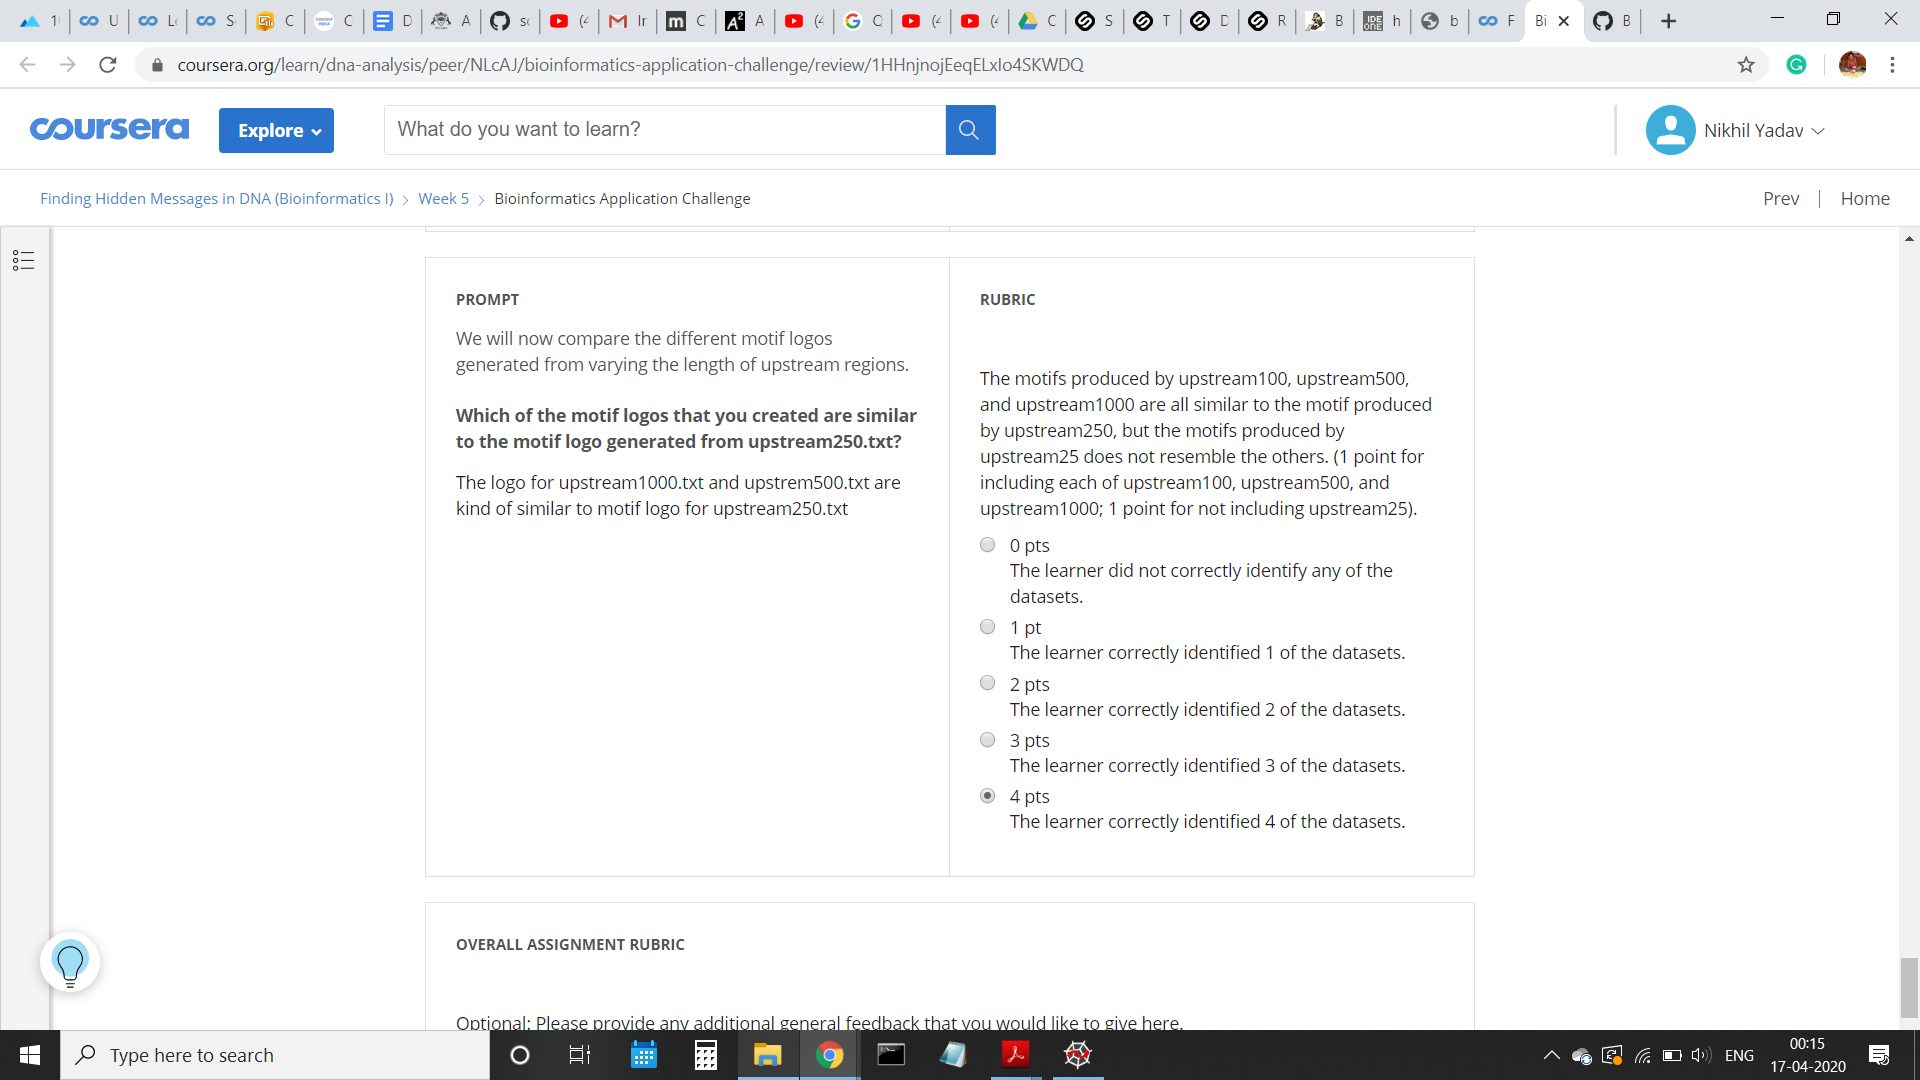 coursera.org/learn/dna-analysis/peer/NLcAJ/bioinformatics-application-challenge/review/1HHnjnojEeqELxIo4SKWDQ
coursera
Explore
What do you want to learn?
Nikhil Yadav
Finding Hidden Messages in DNA (Bioinformatics I) > Week 5 > Bioinformatics Application Challenge
Prev | Home
PROMPT
We will now compare the different motif logos
generated from varying the length of upstream regions.
Which of the motif logos that you created are similar
to the motif logo generated from upstream250.txt?
The logo for upstream1000.txt and upstrem500.txt are
kind of similar to motif logo for upstream250.txt
RUBRIC
The motifs produced by upstream100, upstream500,
and upstream1000 are all similar to the motif produced
by upstream250, but the motifs produced by
upstream25 does not resemble the others. (1 point for
including each of upstream100, upstream500, and
upstream1000; 1 point for not including upstream25).
0 pts
The learner did not correctly identify any of the
datasets.
1 pt
The learner correctly identified 1 of the datasets.
2 pts
The learner correctly identified 2 of the datasets.
3 pts
The learner correctly identified 3 of the datasets.
4 pts
The learner correctly identified 4 of the datasets.
OVERALL ASSIGNMENT RUBRIC
Optional: Please provide any additional general feedback that you would like to give here.
Type here to search
ENG
00:15
17-04-2020